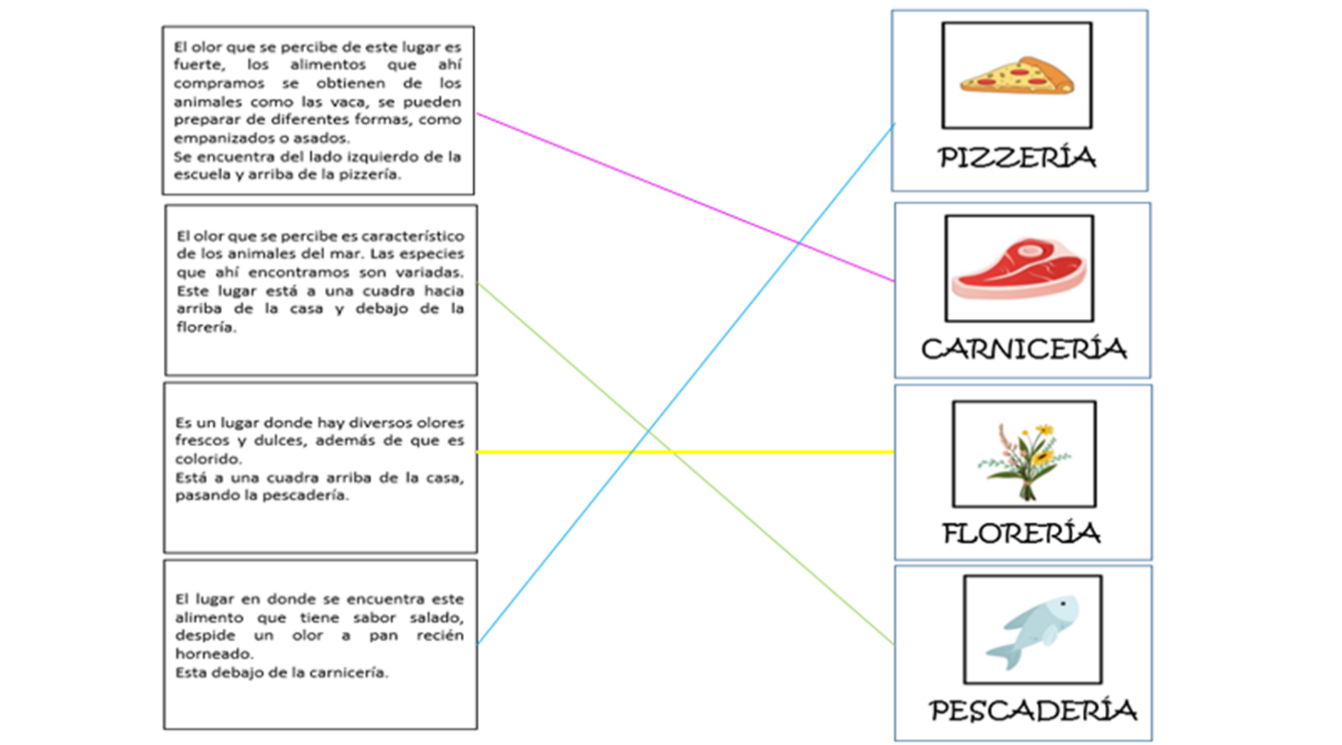 El olor que se percibe de este lugar es
fuerte, los alimentos que ahí
compramos se obtienen de los
animales como las vaca, se pueden
preparar de diferentes formas, como
empanizados o asados.
Se encuentra del lado izquierdo de la
escuela y arriba de la pizzería.
El olor que se percibe es característico
de los animales del mar. Las especies
que ahí encontramos son variadas.
Este lugar está a una cuadra hacia
arriba de la casa y debajo de la
florería.
Es un lugar donde hay diversos olores
frescos y dulces, además de que es
colorido.
Está a una cuadra arriba de la casa,
pasando la pescadería.
El lugar en donde se encuentra este
alimento que tiene sabor salado,
despide un olor a pan recién
horneado.
Esta debajo de la carnicería.
PIZZERÍA
CARNICERÍA
FLORERÍA
PESCADERÍA